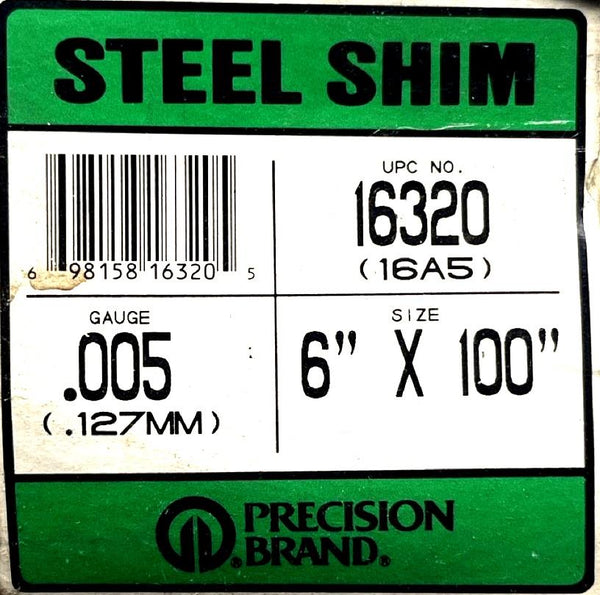 STEEL SHIM
6 98158 16320 5
UPC NO.
16320
(16A5)
GAUGE
.005
(.127MM)
SIZE
6” X 100”
PRECISION
BRAND®